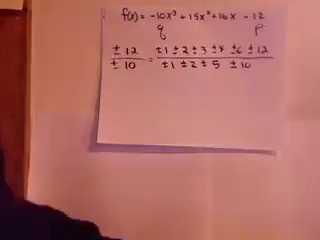 f(x) = -10x³ + 15x² + 16x - 12
q p
± 12 / ± 10 = ±1 ±2 ±3 ±4 ±6 ±12 / ±1 ±2 ±5 ±10